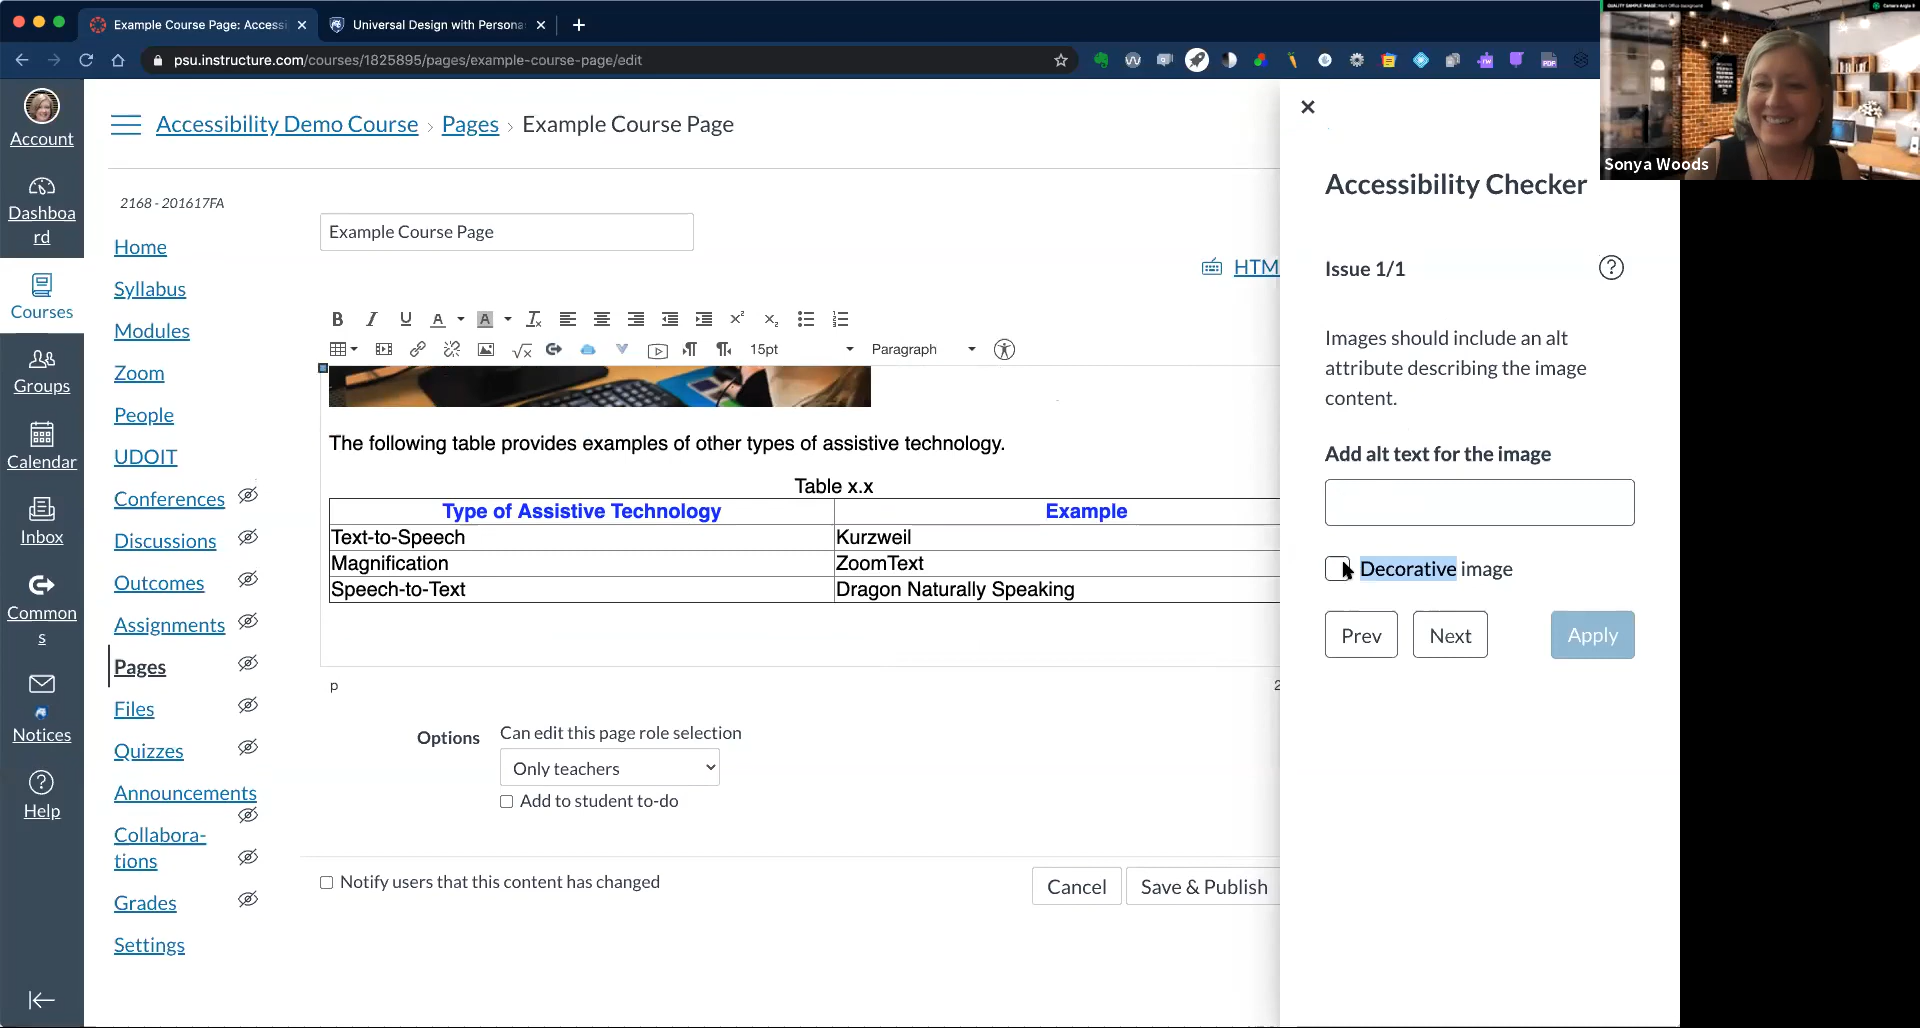 Example Course Page: Accessi
Universal Design with Persona
psu.instructure.com/courses/1825895/pages/example-course-page/edit
Sonya Woods
Account
Dashboa
rd
Courses
Groups
Calendar
Inbox
Common
s
Notices
Help
Accessibility Demo Course › Pages › Example Course Page
2168 - 201617FA
Home
Syllabus
Modules
Zoom
People
UDOIT
Conferences
Discussions
Outcomes
Assignments
Pages
Files
Quizzes
Announcements
Collabora-
tions
Grades
Settings
Example Course Page
HTM
15pt
Paragraph
The following table provides examples of other types of assistive technology.
Table x.x
Type of Assistive Technology Example
Text-to-Speech Kurzweil
Magnification ZoomText
Speech-to-Text Dragon Naturally Speaking
p
2
Options
Can edit this page role selection
Only teachers
Add to student to-do
Notify users that this content has changed
Cancel
Save & Publish
Accessibility Checker
Issue 1/1
Images should include an alt
attribute describing the image
content.
Add alt text for the image
Decorative image
Prev
Next
Apply